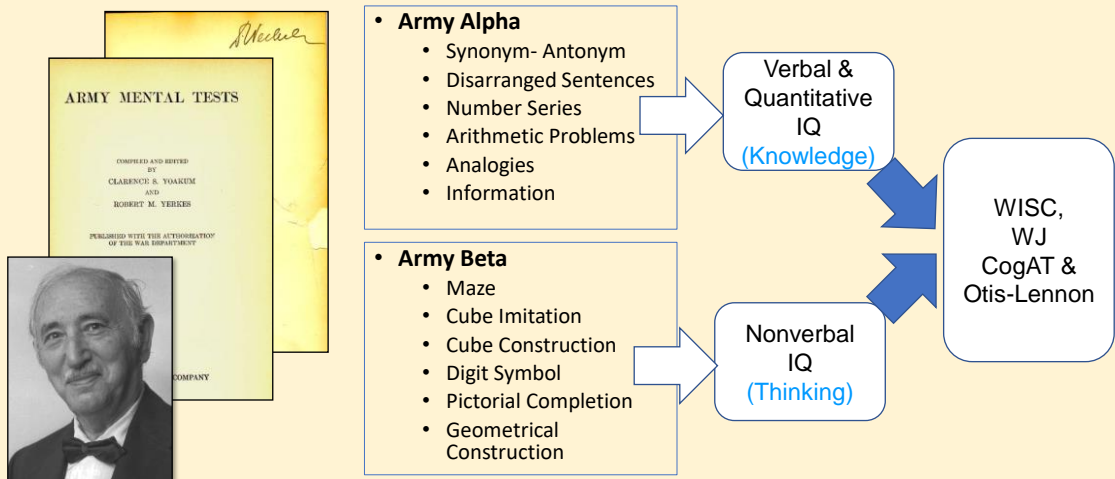 ARMY MENTAL TESTS
COMPILED AND EDITED
BY
CLARENCE S. YOAKUM
AND
ROBERT M. YERKES
PUBLISHED WITH THE AUTHORIZATION
OF THE WAR DEPARTMENT
COMPANY
• Army Alpha
• Synonym- Antonym
• Disarranged Sentences
• Number Series
• Arithmetic Problems
• Analogies
• Information
• Army Beta
• Maze
• Cube Imitation
• Cube Construction
• Digit Symbol
• Pictorial Completion
• Geometrical
Construction
Verbal &
Quantitative
IQ
(Knowledge)
Nonverbal
IQ
(Thinking)
WISC,
WJ
CogAT &
Otis-Lennon